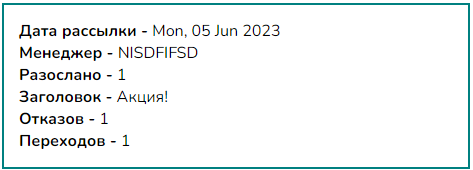 Дата рассылки - Mon, 05 Jun 2023
Менеджер - NISDFIFSD
Разослано - 1
Заголовок - Акция!
Отказов - 1
Переходов - 1